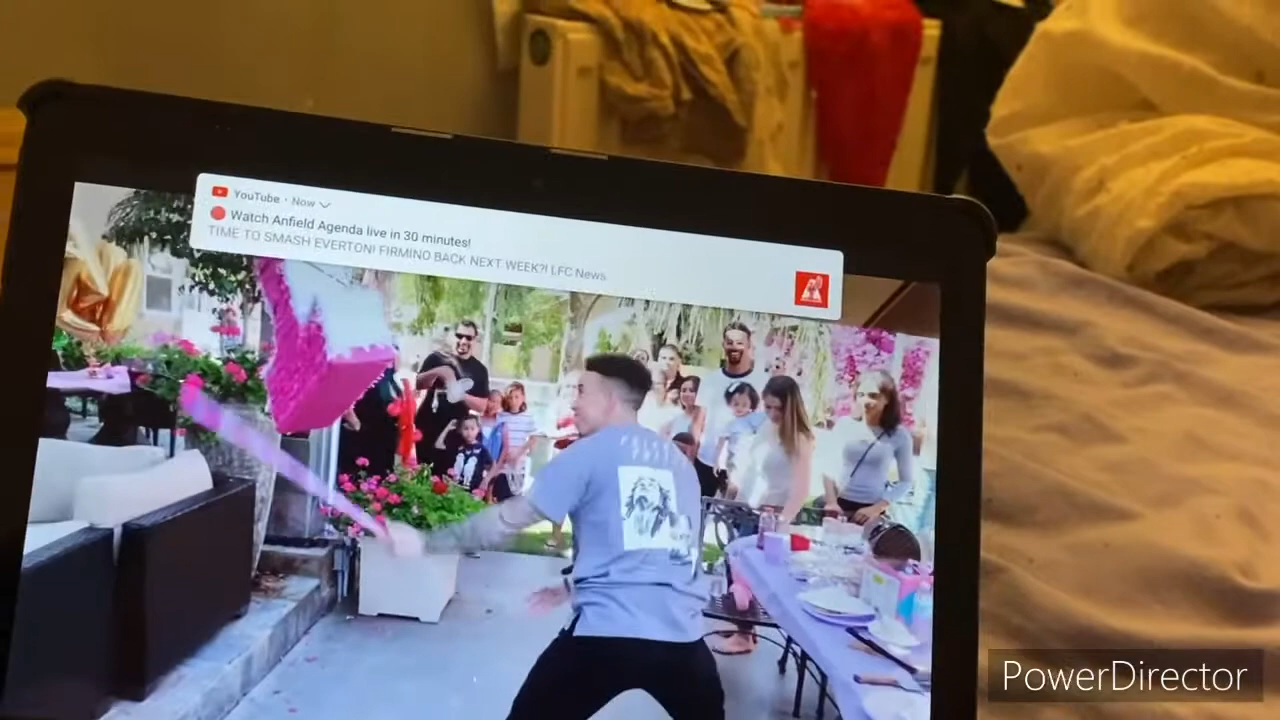 YouTube · Now
🔴 Watch Anfield Agenda live in 30 minutes!
TIME TO SMASH EVERTON! FIRMINO BACK NEXT WEEK?! LFC News
PowerDirector